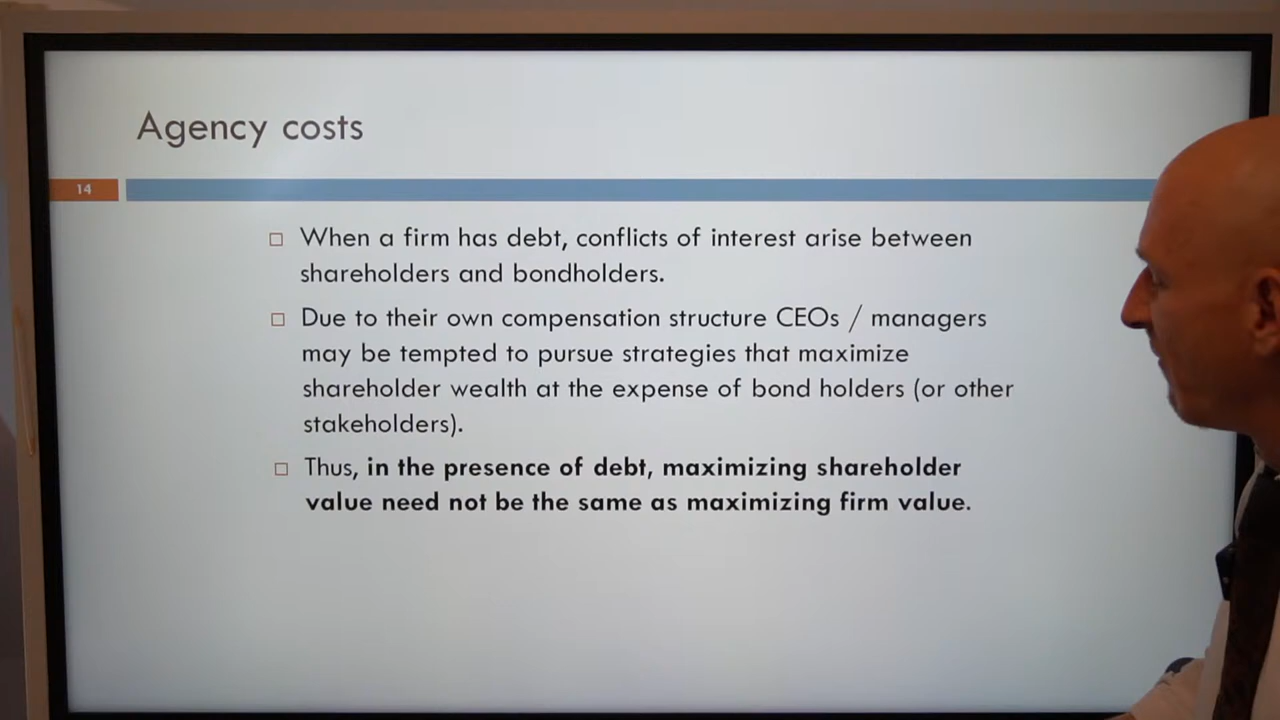 Agency costs
14
When a firm has debt, conflicts of interest arise between
shareholders and bondholders.
Due to their own compensation structure CEOs / managers
may be tempted to pursue strategies that maximize
shareholder wealth at the expense of bond holders (or other
stakeholders).
Thus, in the presence of debt, maximizing shareholder
value need not be the same as maximizing firm value.